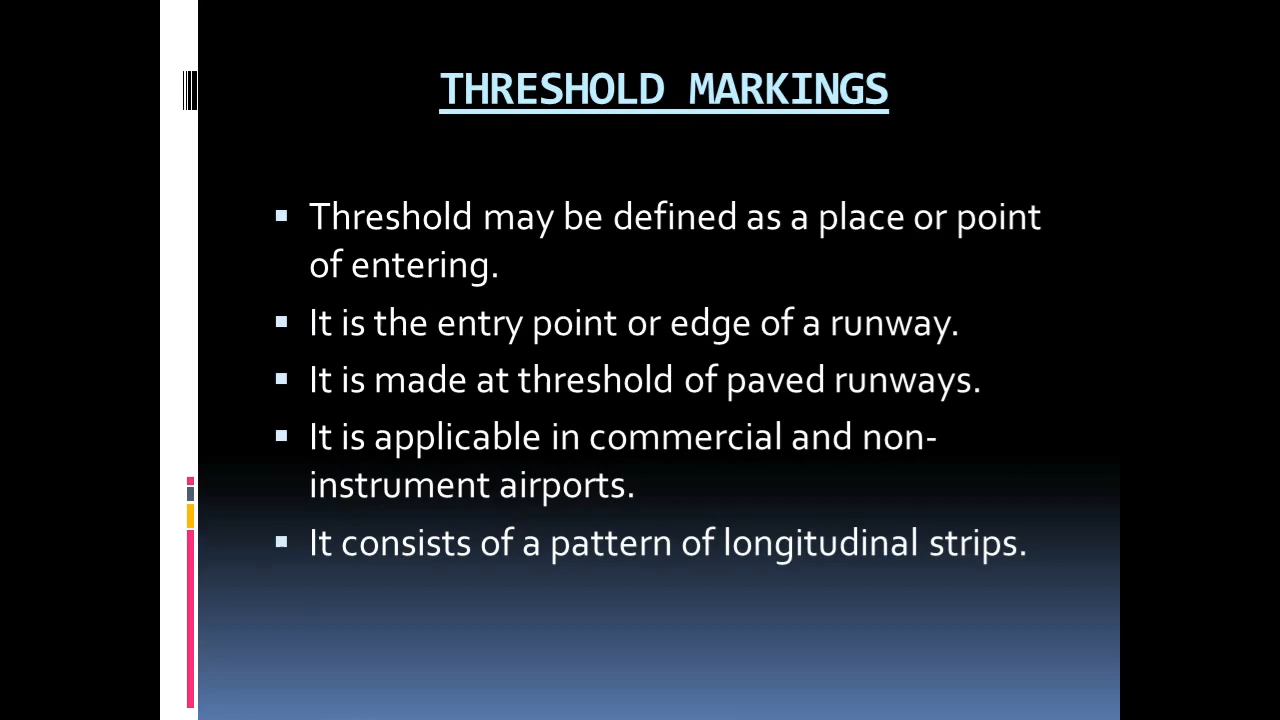 THRESHOLD MARKINGS
▪ Threshold may be defined as a place or point
of entering.
▪ It is the entry point or edge of a runway.
▪ It is made at threshold of paved runways.
▪ It is applicable in commercial and non-
instrument airports.
▪ It consists of a pattern of longitudinal strips.